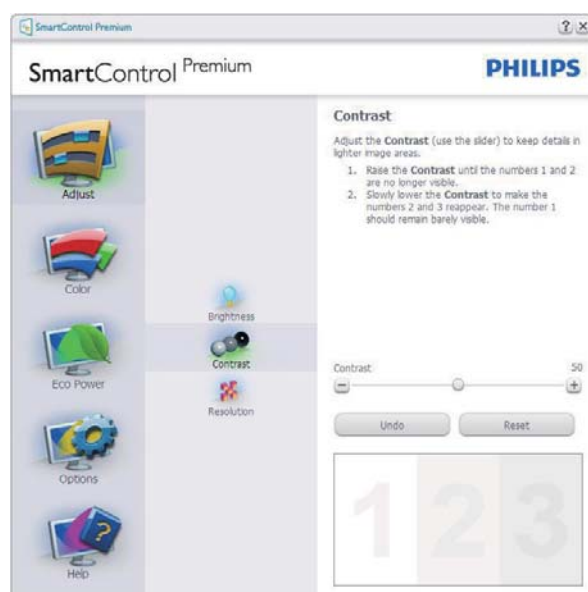 SmartControl Premium
SmartControl Premium
PHILIPS
Adjust
Color
Eco Power
Options
Help
Brightness
Contrast
Resolution
Contrast
Adjust the Contrast (use the slider) to keep details in
lighter image areas.
1. Raise the Contrast until the numbers 1 and 2
are no longer visible.
2. Slowly lower the Contrast to make the
numbers 2 and 3 reappear. The number 1
should remain barely visible.
Contrast 50
Undo Reset
1 2 3